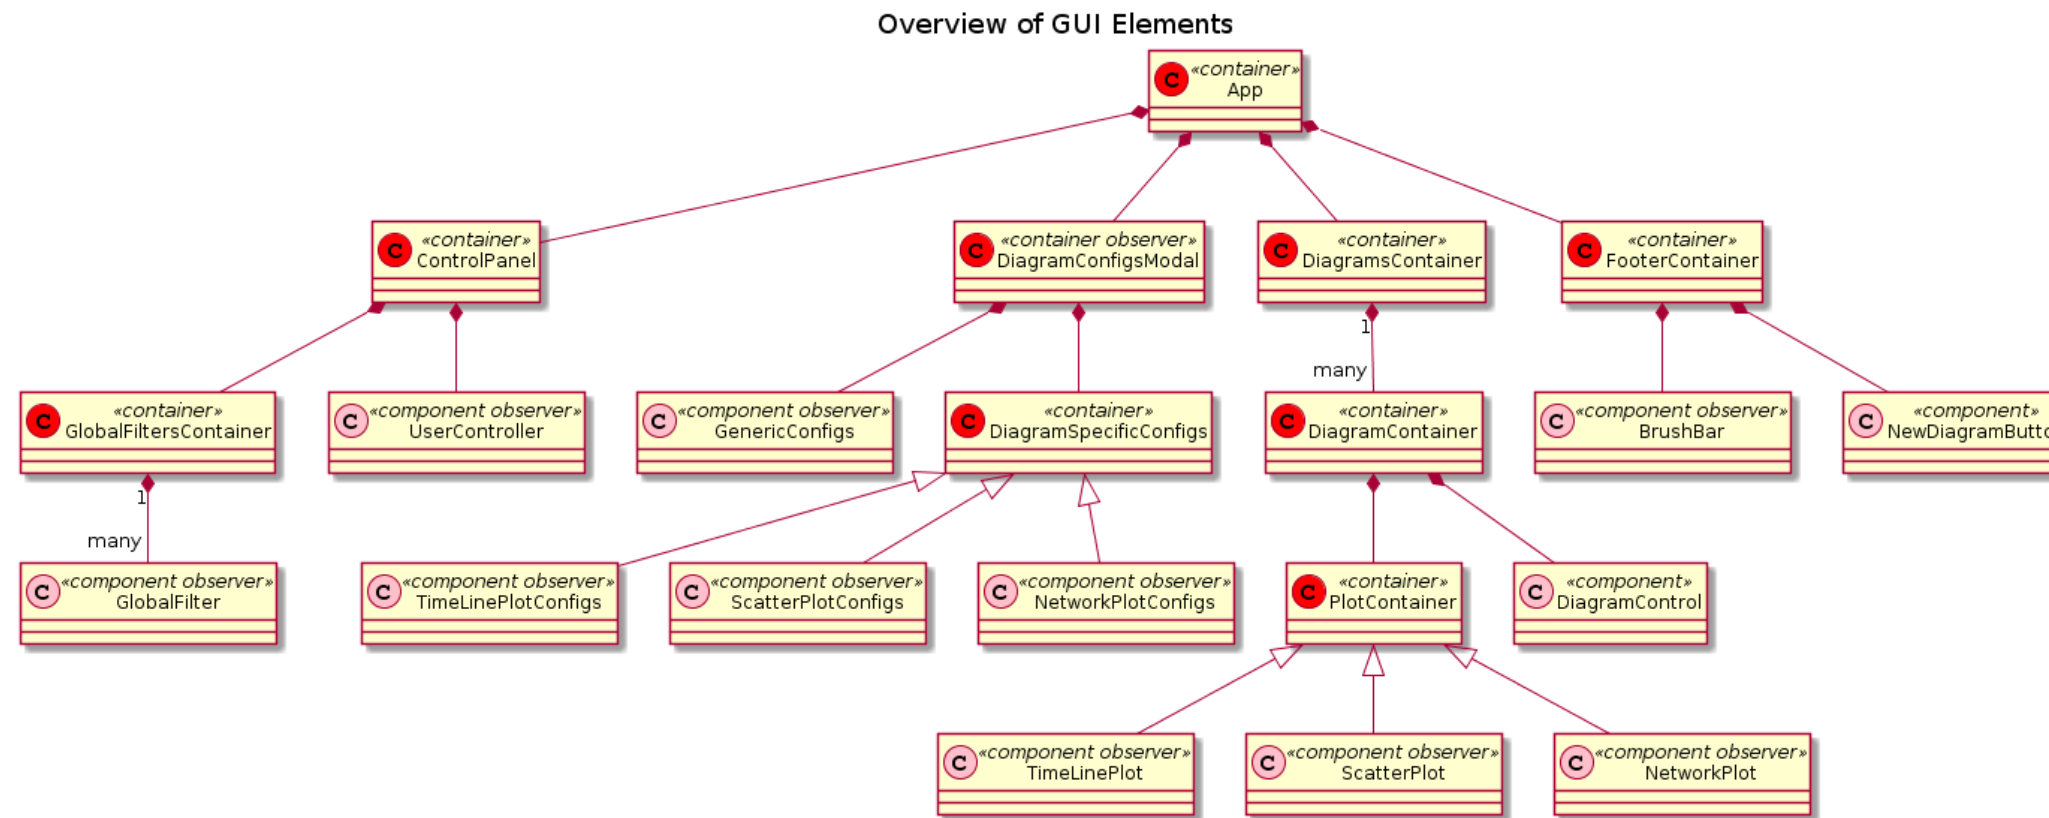 Overview of GUI Elements
C
«container»
App
C
«container»
ControlPanel
C
«container observer»
DiagramConfigsModal
C
«container»
DiagramsContainer
C
«container»
FooterContainer
1
many
C
«container»
GlobalFiltersContainer
C
«component observer»
UserController
C
«component observer»
GenericConfigs
C
«container»
DiagramSpecificConfigs
C
«container»
DiagramContainer
C
«component observer»
BrushBar
C
«component»
NewDiagramButto
1
many
C
«component observer»
GlobalFilter
C
«component observer»
TimeLinePlotConfigs
C
«component observer»
ScatterPlotConfigs
C
«component observer»
NetworkPlotConfigs
C
«container»
PlotContainer
C
«component»
DiagramControl
C
«component observer»
TimeLinePlot
C
«component observer»
ScatterPlot
C
«component observer»
NetworkPlot